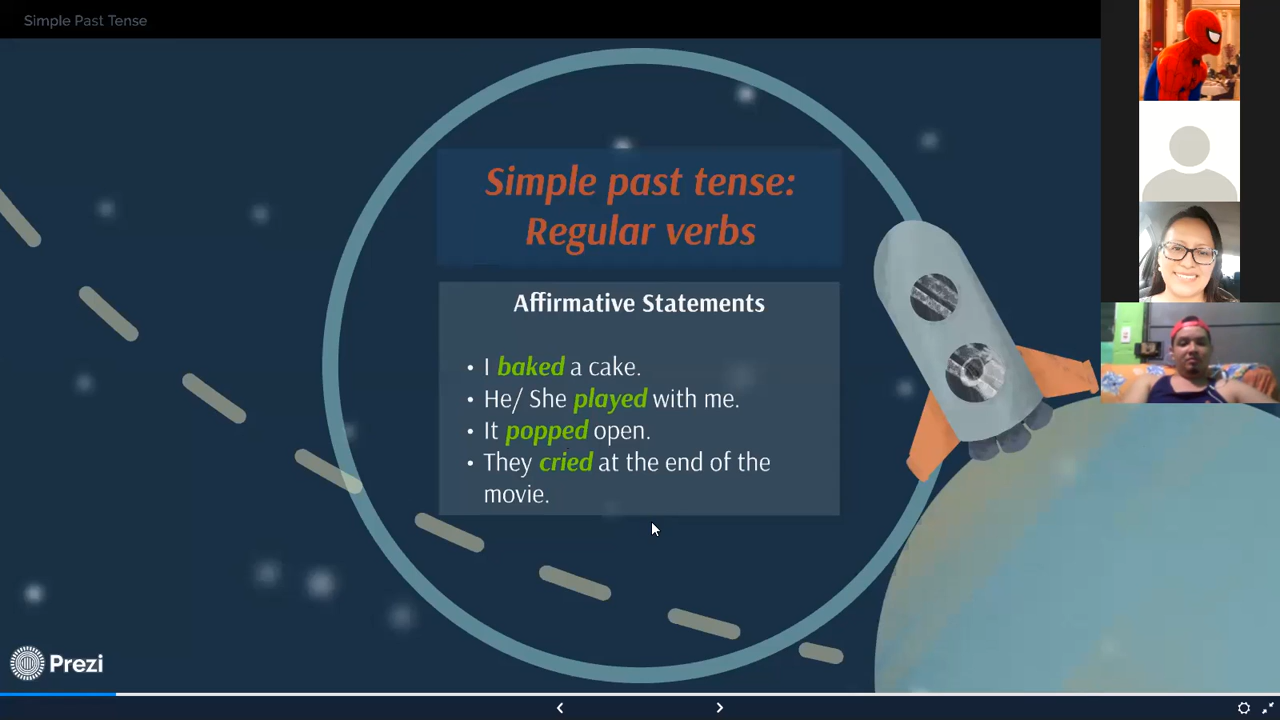 Simple Past Tense
Simple past tense:
Regular verbs
Affirmative Statements
• I baked a cake.
• He/ She played with me.
• It popped open.
• They cried at the end of the
movie.
Prezi